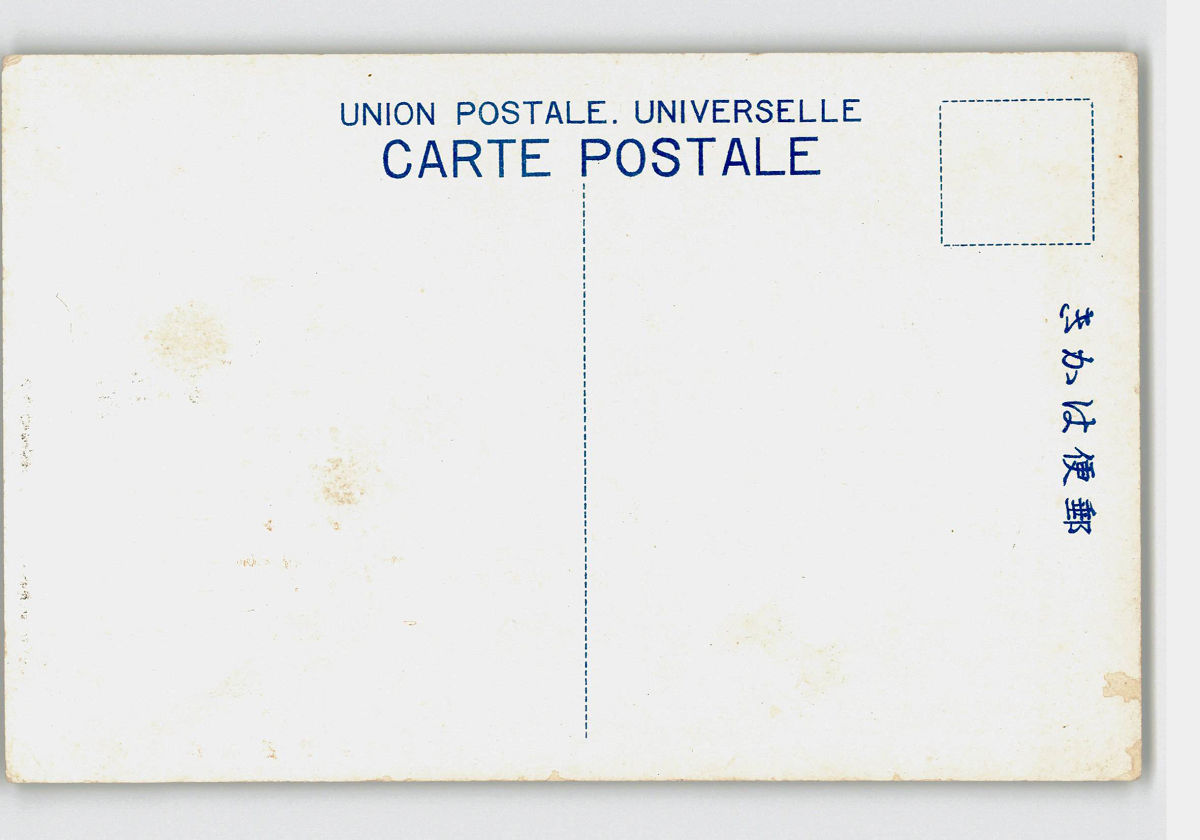 UNION POSTALE. UNIVERSELLE
CARTE POSTALE
郵便はかき